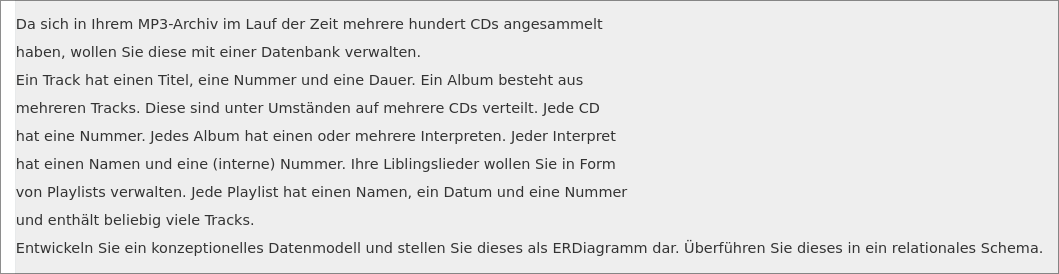 Da sich in Ihrem MP3-Archiv im Lauf der Zeit mehrere hundert CDs angesammelt
haben, wollen Sie diese mit einer Datenbank verwalten.
Ein Track hat einen Titel, eine Nummer und eine Dauer. Ein Album besteht aus
mehreren Tracks. Diese sind unter Umständen auf mehrere CDs verteilt. Jede CD
hat eine Nummer. Jedes Album hat einen oder mehrere Interpreten. Jeder Interpret
hat einen Namen und eine (interne) Nummer. Ihre Liblingslieder wollen Sie in Form
von Playlists verwalten. Jede Playlist hat einen Namen, ein Datum und eine Nummer
und enthält beliebig viele Tracks.
Entwickeln Sie ein konzeptionelles Datenmodell und stellen Sie dieses als ERDiagramm dar. Überführen Sie dieses in ein relationales Schema.